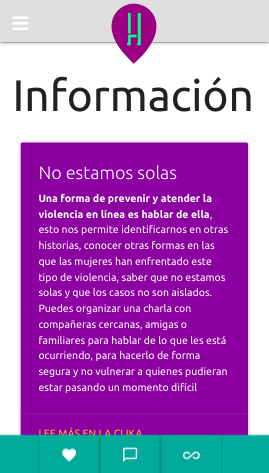 Información
No estamos solas
Una forma de prevenir y atender la
violencia en línea es hablar de ella,
esto nos permite identificarnos en otras
historias, conocer otras formas en las
que las mujeres han enfrentado este
tipo de violencia, saber que no estamos
solas y que los casos no son aislados.
Puedes organizar una charla con
compañeras cercanas, amigas o
familiares para hablar de lo que les está
ocurriendo, para hacerlo de forma
segura y no vulnerar a quienes pudieran
estar pasando un momento difícil
LEE MÁS EN LA CLIKA